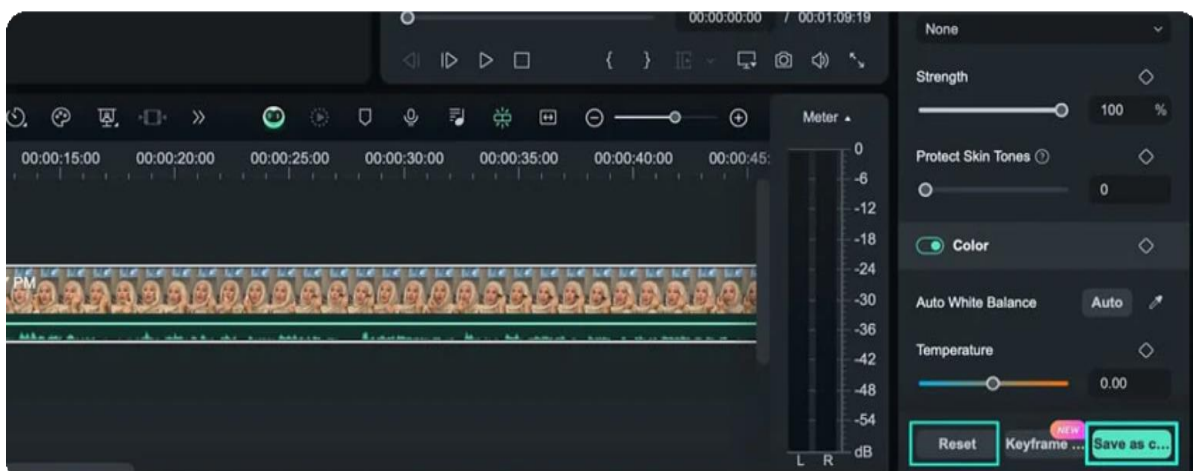 00:00:00:00 / 00:01:09:19
None
Strength
100 %
Meter
00:00:15:00 00:00:20:00 00:00:25:00 00:00:30:00 00:00:35:00 00:00:40:00 00:00:45:
Protect Skin Tones ?
0
Color
PM
Auto White Balance Auto
Temperature
0.00
0
-6
-12
-18
-24
-30
-36
-42
-48
-54
dB
L R
Reset
Keyframe ...
NEW
Save as c...